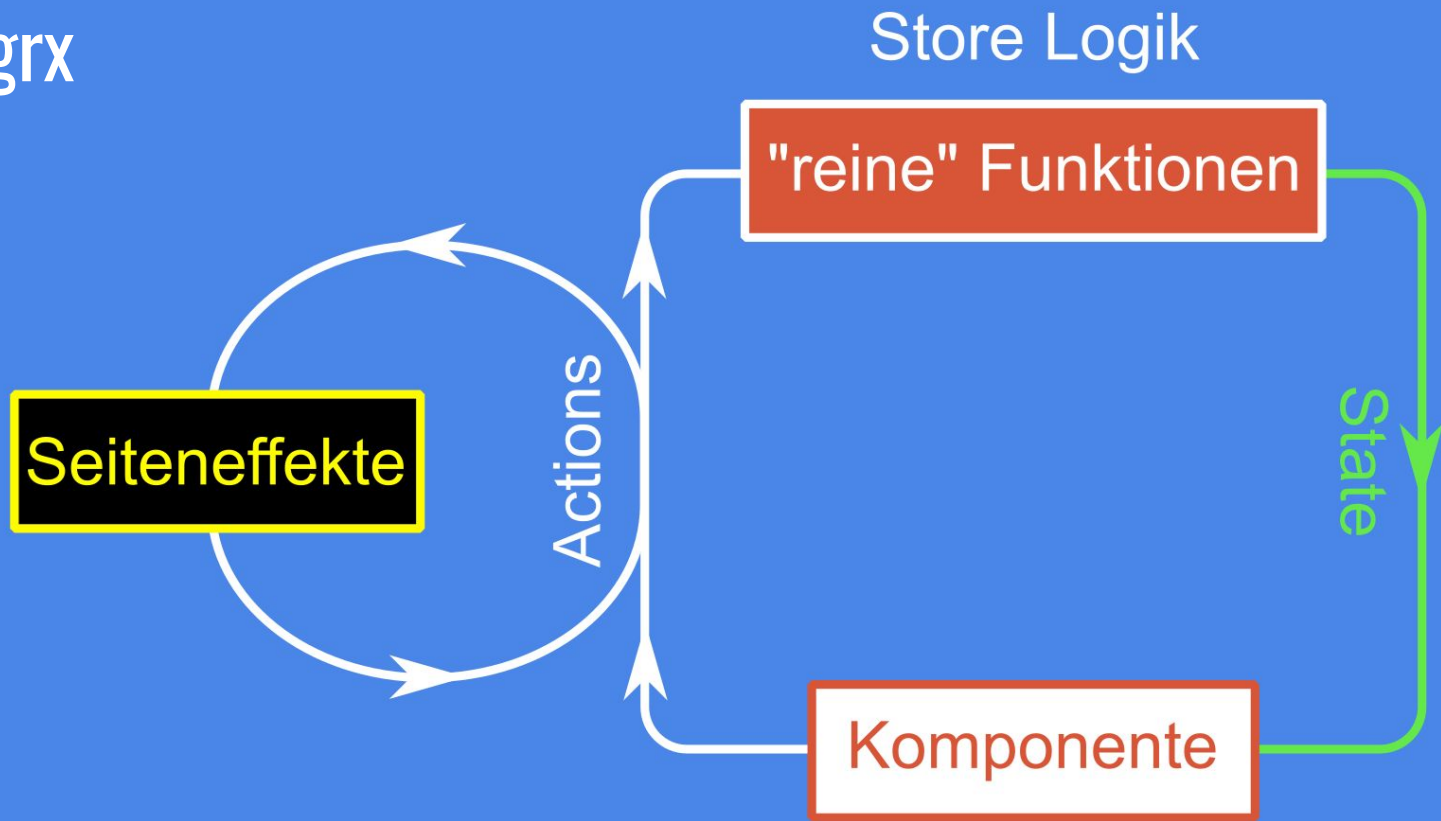 grx
Store Logik
"reine" Funktionen
Seiteneffekte
Actions
State
Komponente